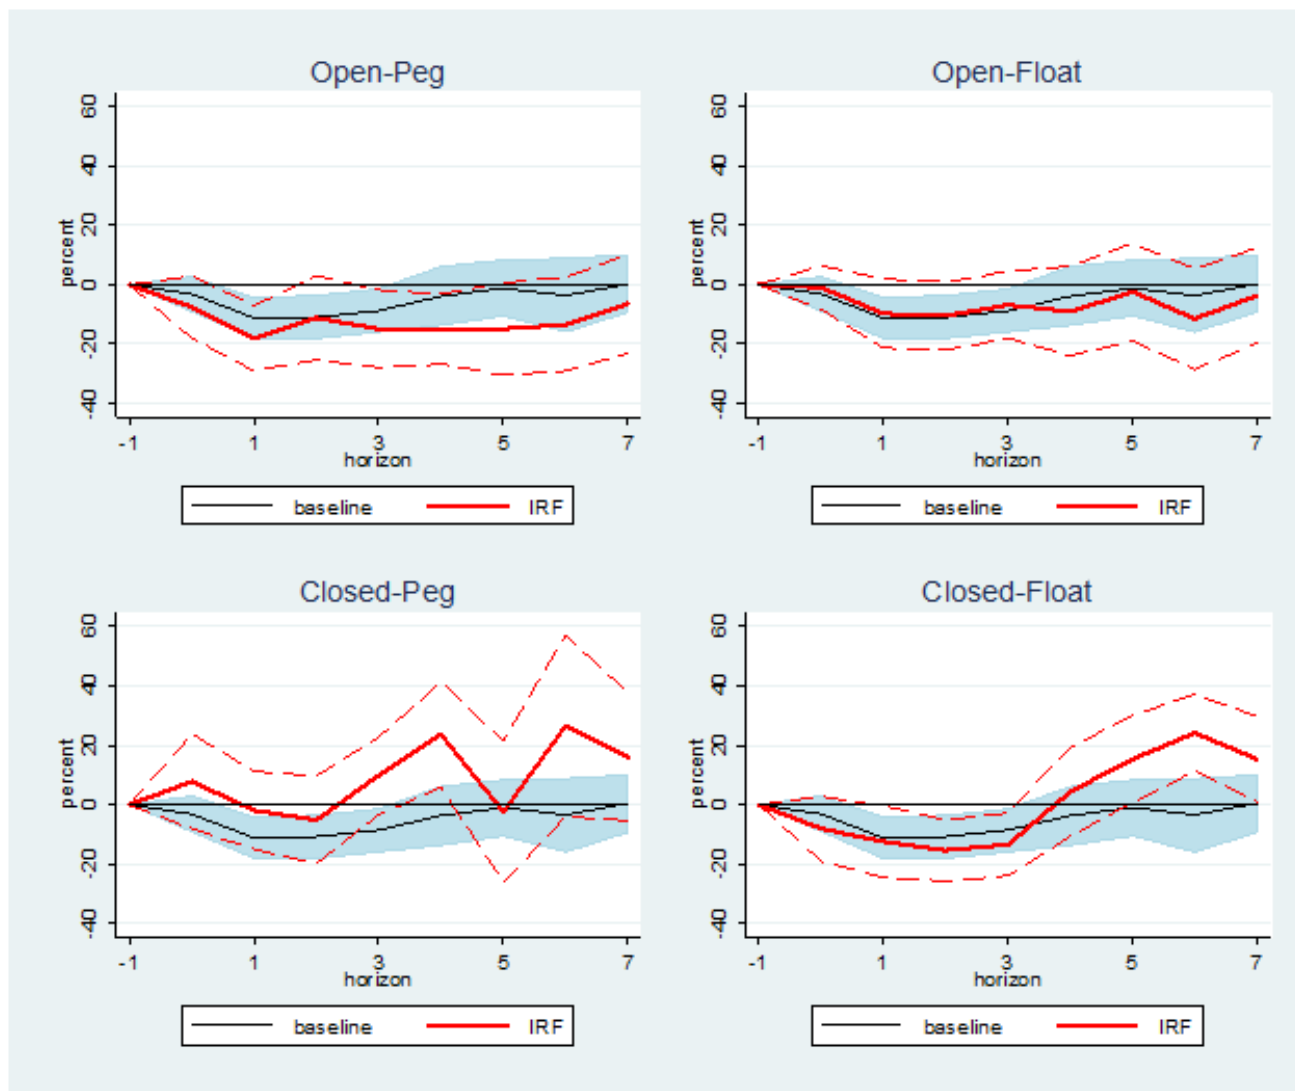 Open-Peg
60
40
20
0
-20
-40
percent
-1 1 3 5 7
horizon
baseline IRF
Open-Float
60
40
20
0
-20
-40
percent
-1 1 3 5 7
horizon
baseline IRF
Closed-Peg
60
40
20
0
-20
-40
percent
-1 1 3 5 7
horizon
baseline IRF
Closed-Float
60
40
20
0
-20
-40
percent
-1 1 3 5 7
horizon
baseline IRF